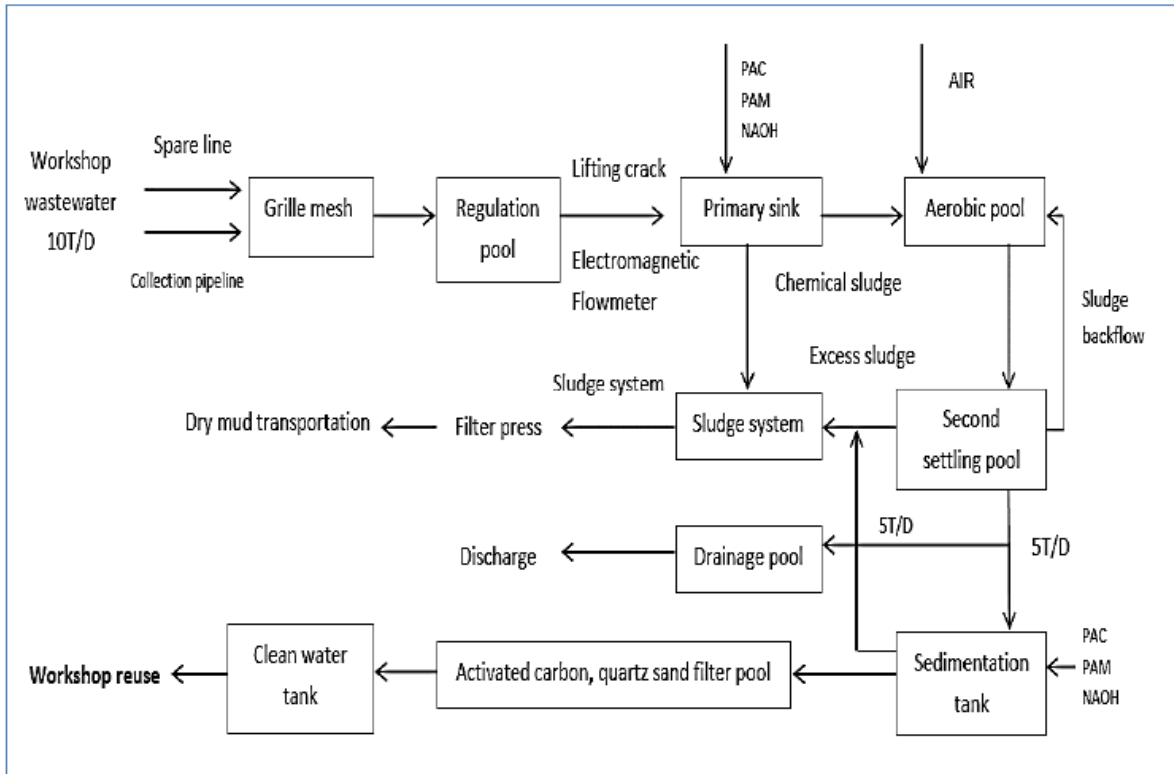 PAC
PAM
NAOH
AIR
Spare line
Workshop
wastewater
10T/D
Collection pipeline
Grille mesh
Regulation
pool
Lifting crack
Electromagnetic
Flowmeter
Primary sink
Aerobic pool
Chemical sludge
Sludge
backflow
Excess sludge
Sludge system
Dry mud transportation
Filter press
Sludge system
Second
settling pool
5T/D
5T/D
Discharge
Drainage pool
Workshop reuse
Clean water
tank
Activated carbon, quartz sand filter pool
Sedimentation
tank
PAC
PAM
NAOH